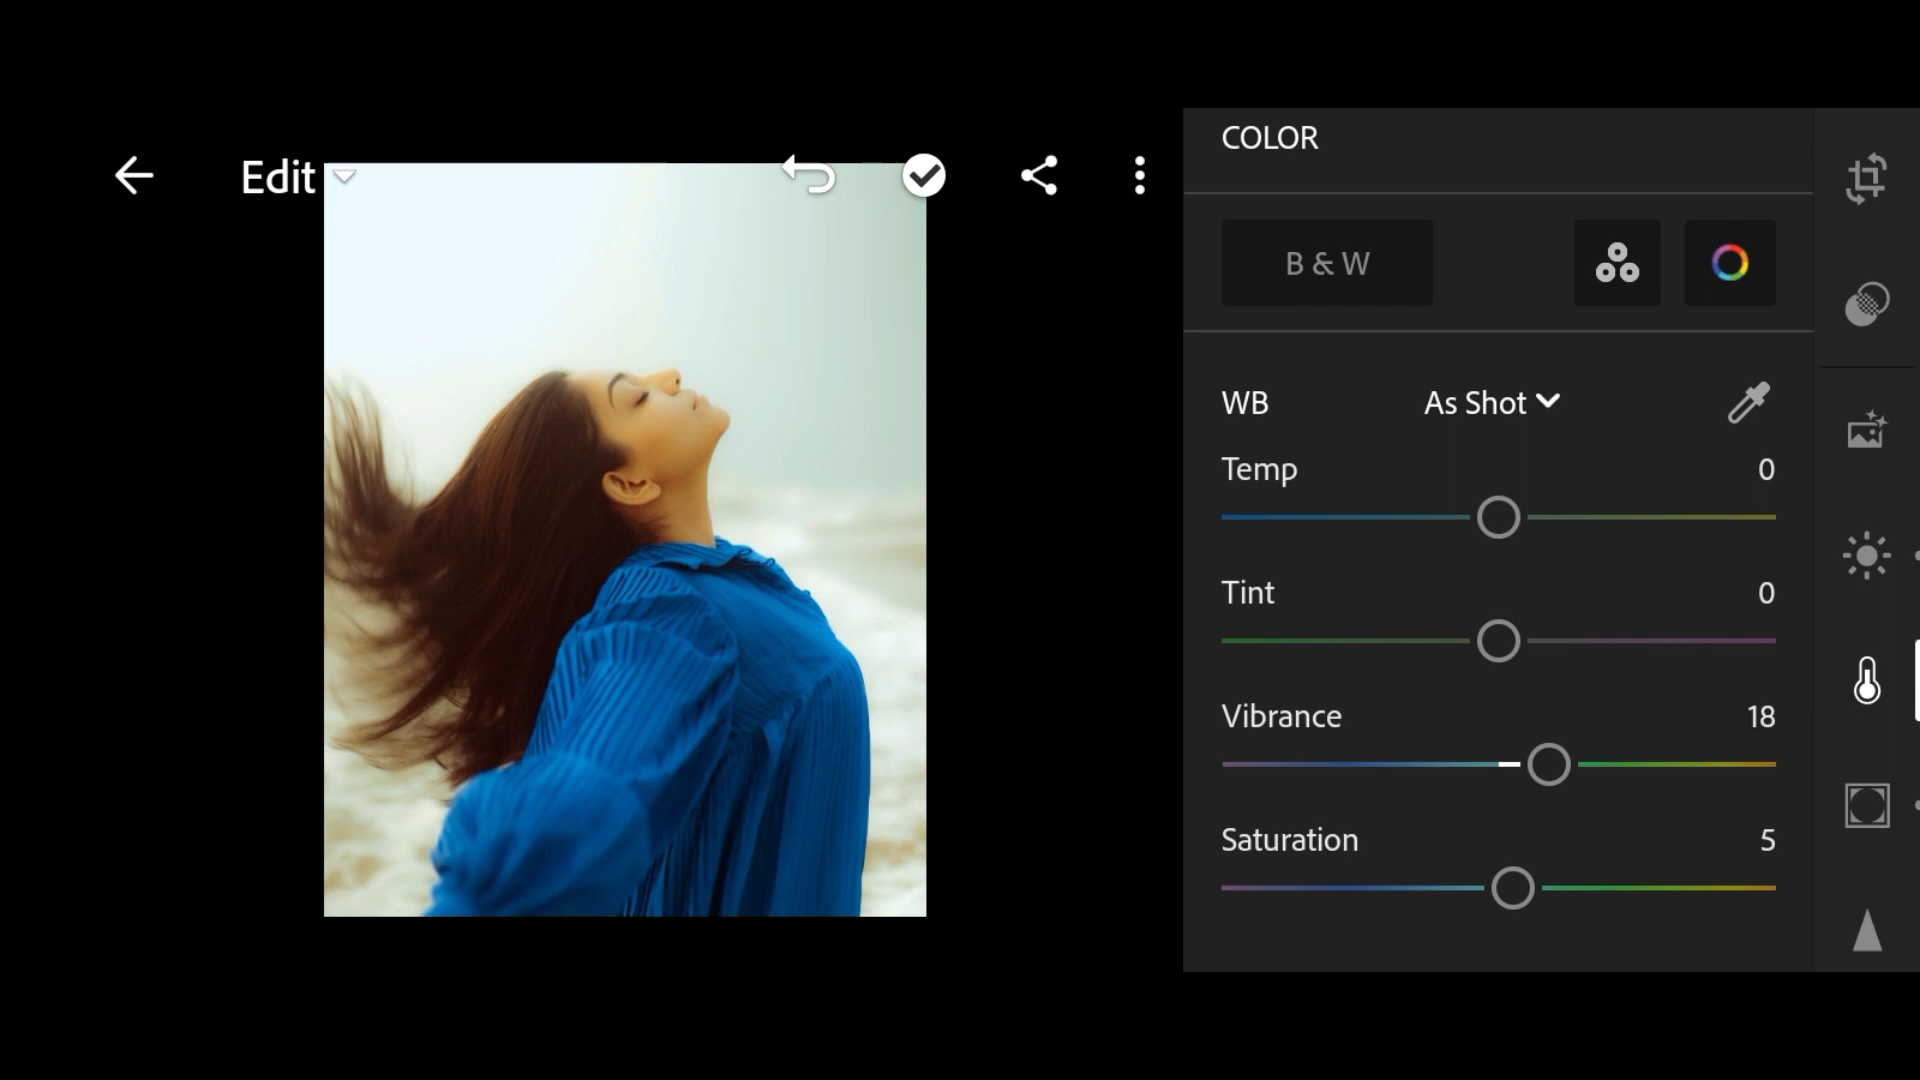 Edit
COLOR
B & W
WB As Shot
Temp 0
Tint 0
Vibrance 18
Saturation 5